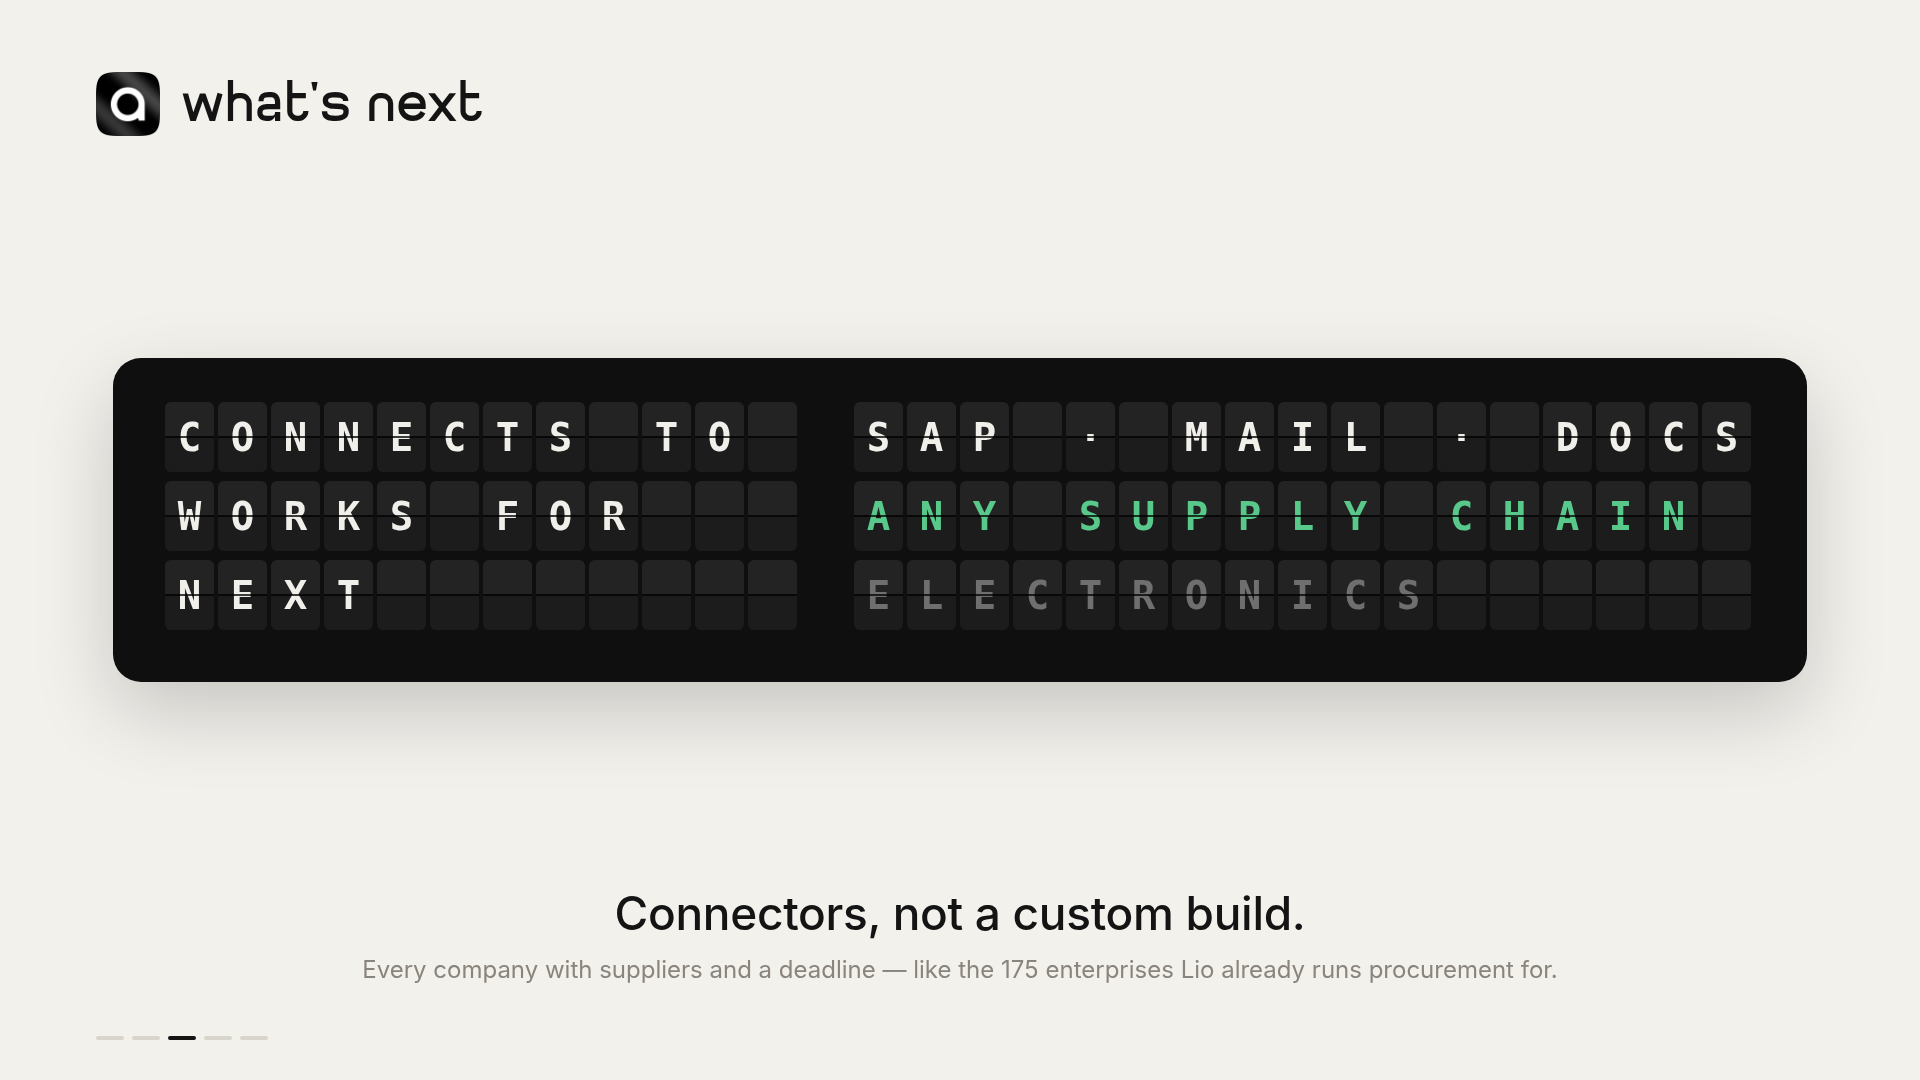 a what's next
CONNECTS TO SAP · MAIL · DOCS
WORKS FOR ANY SUPPLY CHAIN
NEXT ELECTRONICS
Connectors, not a custom build.
Every company with suppliers and a deadline — like the 175 enterprises Lio already runs procurement for.